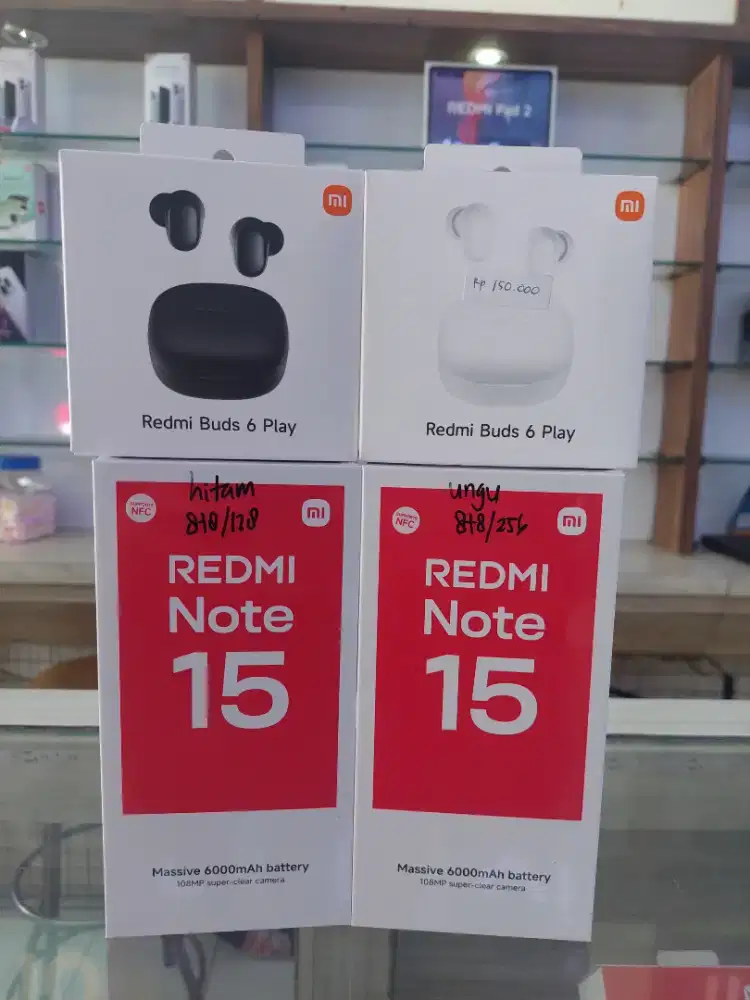 REDMI Pad 2
mi
Redmi Buds 6 Play
mi
Rp 150.000
Redmi Buds 6 Play
hitam
8+8/128
SUPPORTS
NFC
mi
REDMI
Note
15
Massive 6000mAh battery
108MP super-clear camera
ungu
8+8/256
SUPPORTS
NFC
mi
REDMI
Note
15
Massive 6000mAh battery
108MP super-clear camera